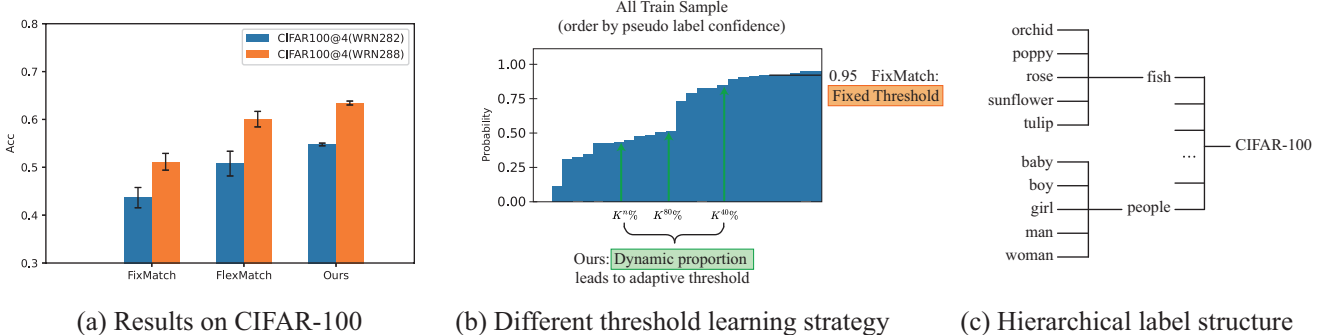 0.8
0.7
0.6
0.5
0.4
0.3
Acc
CIFAR100@4(WRN282)
CIFAR100@4(WRN288)
FixMatch
FlexMatch
Ours
(a) Results on CIFAR-100
All Train Sample
(order by pseudo label confidence)
1.00
0.75
0.50
0.25
0.00
Probability
0.95 FixMatch:
Fixed Threshold
Kⁿ%
K⁸⁰%
K⁴⁰%
Ours: Dynamic proportion
leads to adaptive threshold
(b) Different threshold learning strategy
orchid
poppy
rose
sunflower
tulip
fish
baby
boy
girl
man
woman
people
...
CIFAR-100
(c) Hierarchical label structure